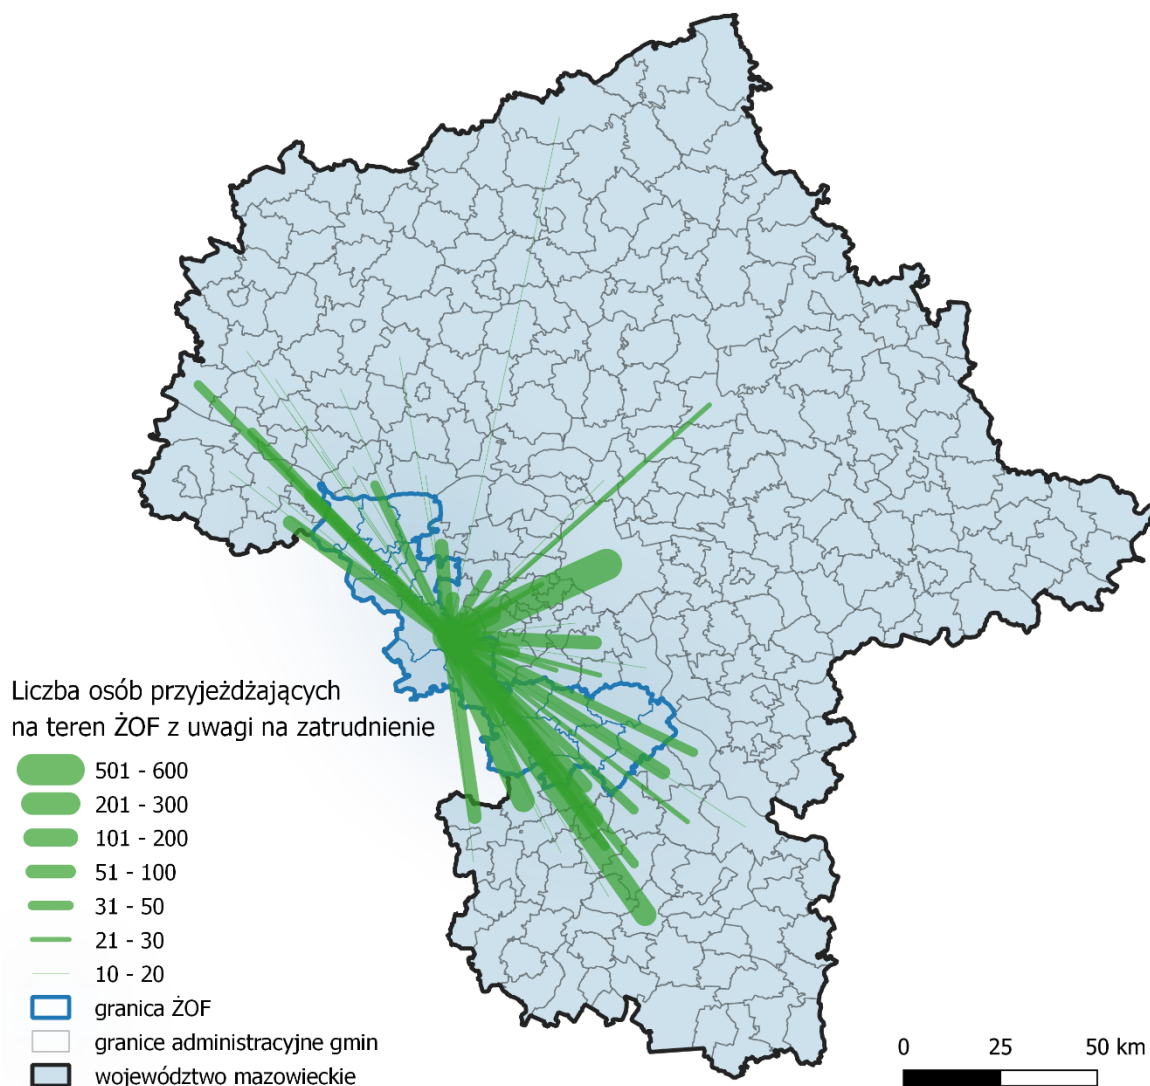 Liczba osób przyjeżdżających
na teren ŻOF z uwagi na zatrudnienie
501 - 600
201 - 300
101 - 200
51 - 100
31 - 50
21 - 30
10 - 20
granica ŻOF
granice administracyjne gmin
województwo mazowieckie
0 25 50 km